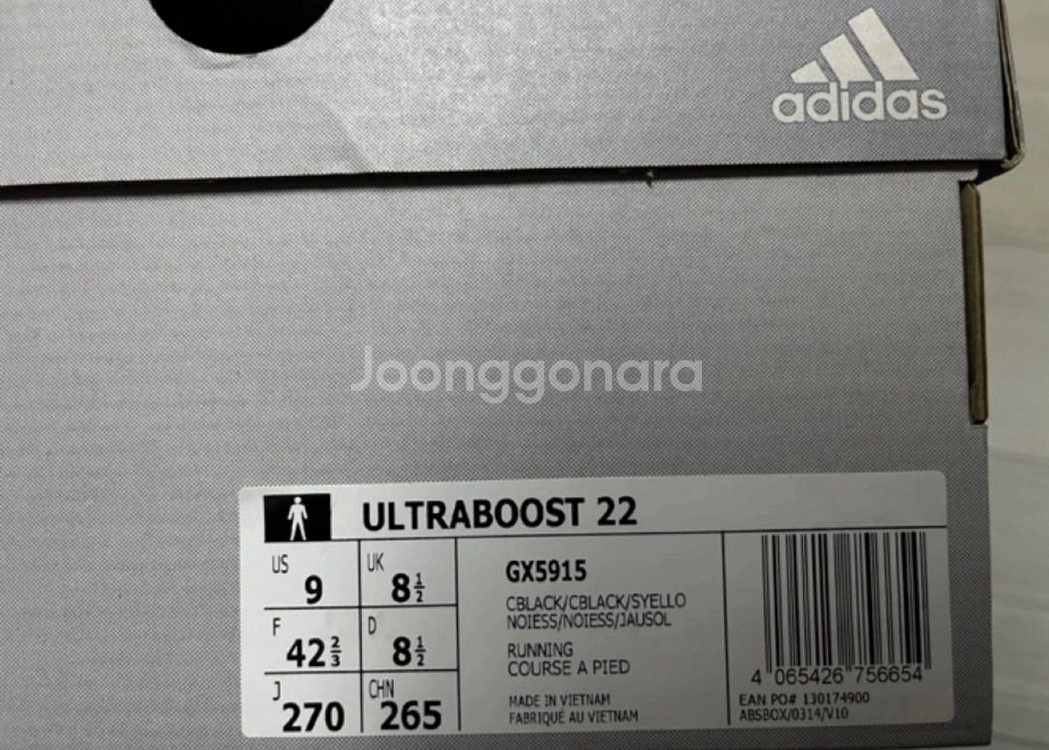 adidas
Joonggonara
ULTRABOOST 22
US 9 UK 8½
F 42⅔ D 8½
J 270 CHN 265
GX5915
CBLACK/CBLACK/SYELLO
NOIESS/NOIESS/JAUSOL
RUNNING
COURSE A PIED
MADE IN VIETNAM
FABRIQUÉ AU VIETNAM
4 065426 756654
EAN PO# 130174900
ABSBOX/0314/V10